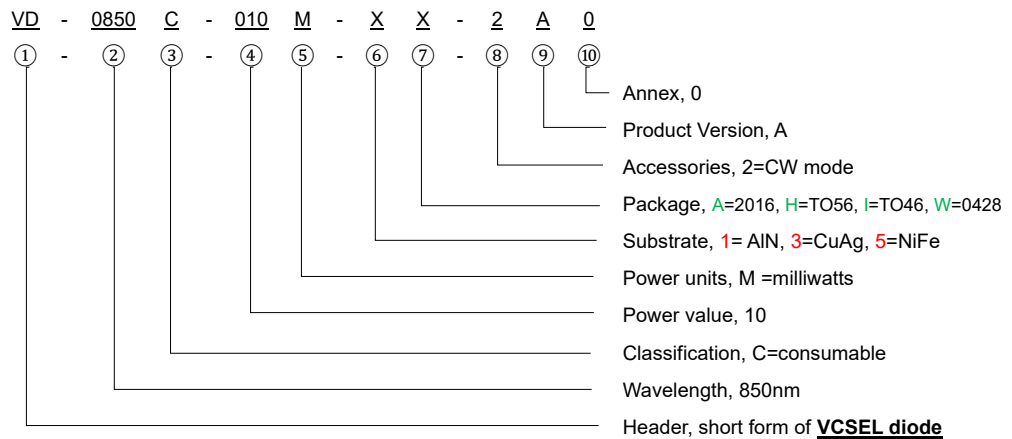 VD - 0850 C - 010 M - X X - 2 A 0
① - ② ③ - ④ ⑤ - ⑥ ⑦ - ⑧ ⑨ ⑩
Annex, 0
Product Version, A
Accessories, 2=CW mode
Package, A=2016, H=TO56, I=TO46, W=0428
Substrate, 1= AlN, 3=CuAg, 5=NiFe
Power units, M =milliwatts
Power value, 10
Classification, C=consumable
Wavelength, 850nm
Header, short form of VCSEL diode